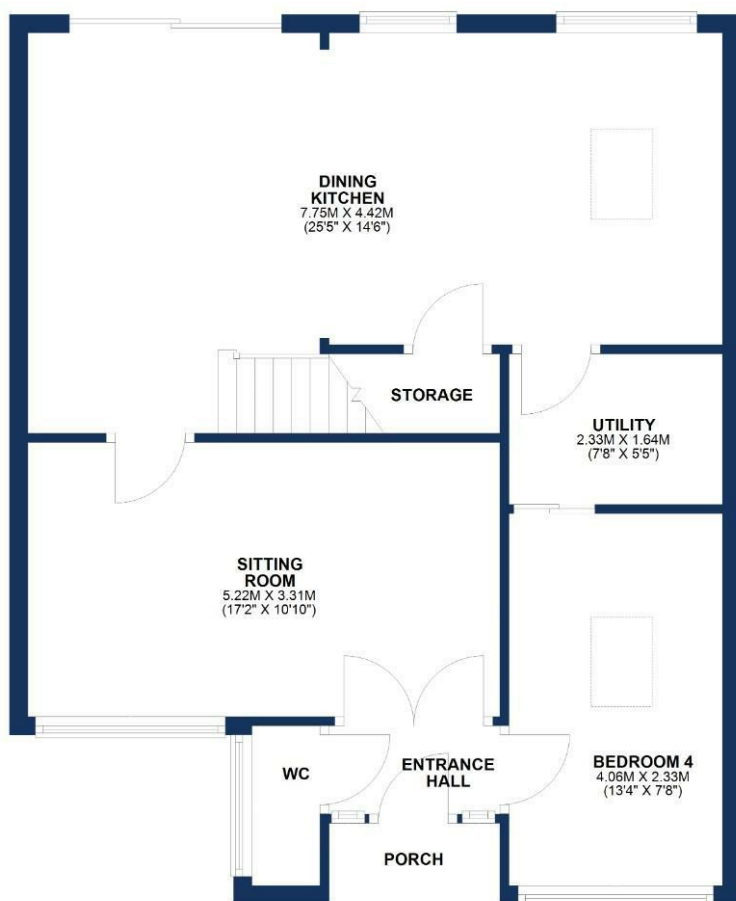 DINING
KITCHEN
7.75M X 4.42M
(25'5" X 14'6")
STORAGE
UTILITY
2.33M X 1.64M
(7'8" X 5'5")
SITTING
ROOM
5.22M X 3.31M
(17'2" X 10'10")
WC
ENTRANCE
HALL
BEDROOM 4
4.06M X 2.33M
(13'4" X 7'8")
PORCH